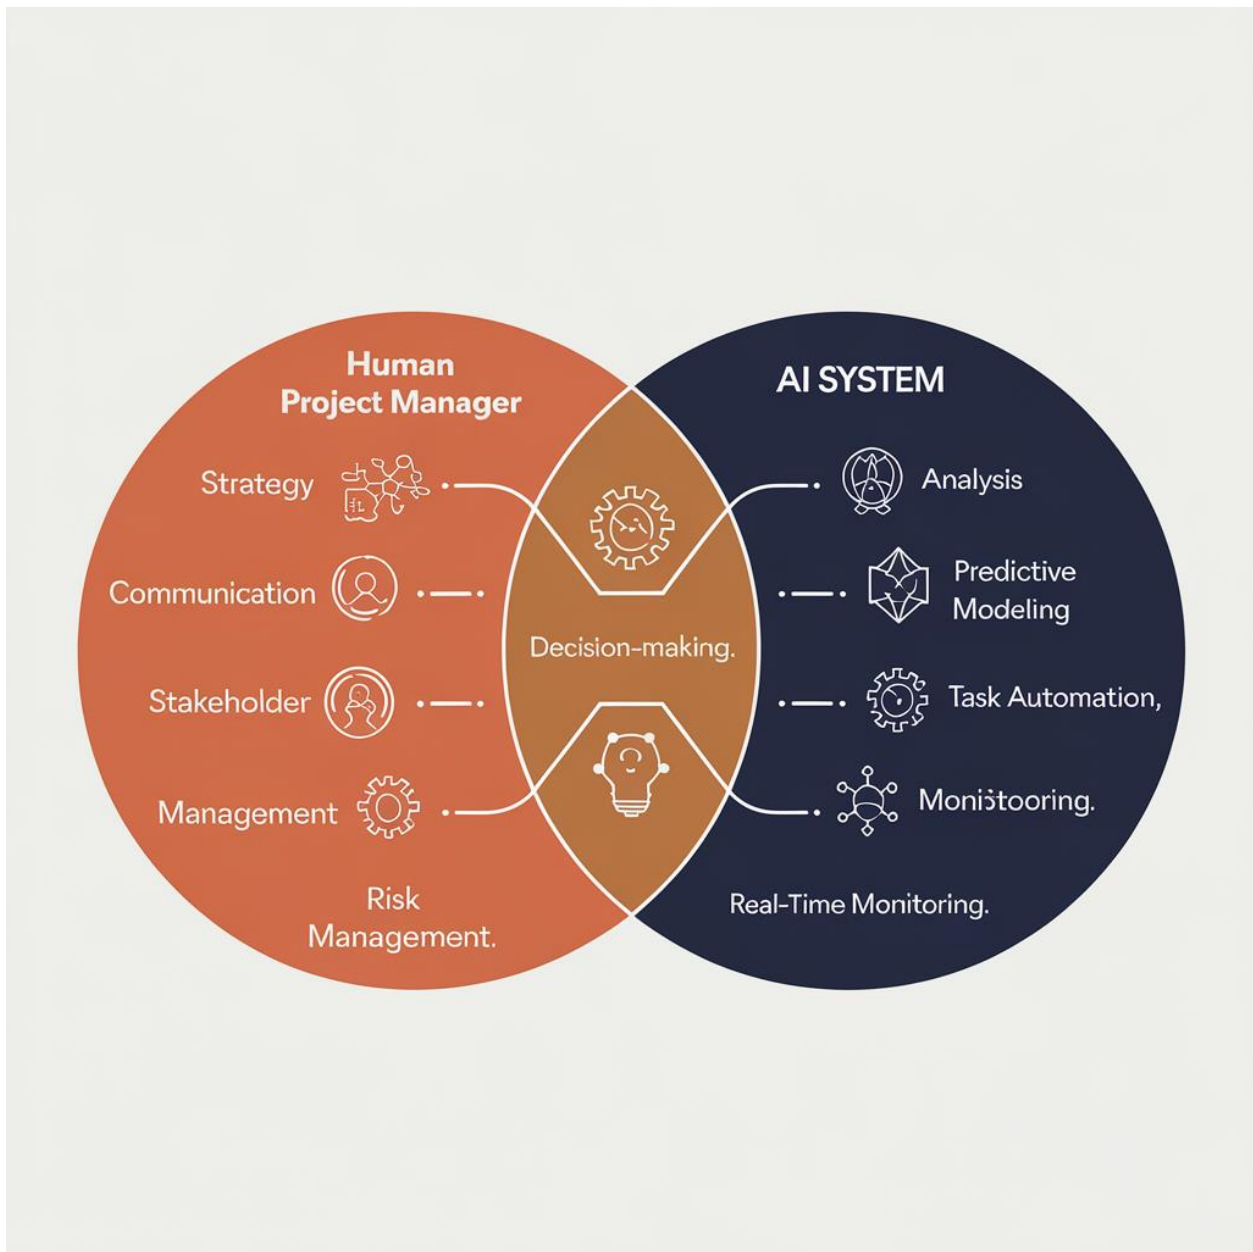 Human
Project Manager
Strategy
Communication
Stakeholder
Management
Risk
Management.
Decision-making.
AI SYSTEM
Analysis
Predictive
Modeling
Task Automation,
Monistooring.
Real-Time Monitoring.